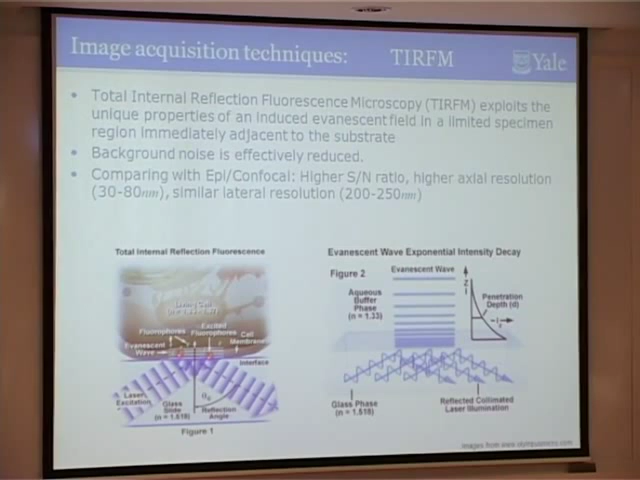 Image acquisition techniques: TIRFM
Yale
• Total Internal Reflection Fluorescence Microscopy (TIRFM) exploits the
unique properties of an induced evanescent field in a limited specimen
region immediately adjacent to the substrate
• Background noise is effectively reduced.
• Comparing with Epi/Confocal: Higher S/N ratio, higher axial resolution
(30-80nm), similar lateral resolution (200-250nm)
Total Internal Reflection Fluorescence
Living Cell
Fluorophores
Excited
Fluorophores
Cell
Membrane
Evanescent
Wave
Interface
Laser
Excitation
Glass
Slide
(n = 1.518)
Reflection
Angle
Figure 1
Evanescent Wave Exponential Intensity Decay
Figure 2
Evanescent Wave
Aqueous
Buffer
Phase
(n = 1.33)
Z
Penetration
Depth (d)
Glass Phase
(n = 1.518)
Reflected Collimated
Laser Illumination
Images from www.olympusmicro.com